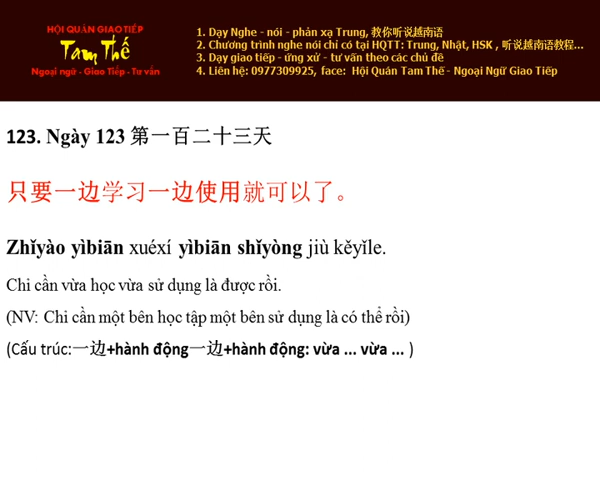 HỘI QUÁN GIAO TIẾP
Tam Thế
Ngoại ngữ - Giao Tiếp - Tư vấn
1. Dạy Nghe - nói - phản xạ Trung, 教你听说越南语
2. Chương trình nghe nói chỉ có tại HQTT: Trung, Nhật, HSK , 听说越南语教程...
3. Dạy giao tiếp - ứng xử - tư vấn theo các chủ đề
4. Liên hệ: 0977309925, face: Hội Quán Tam Thế - Ngoại Ngữ Giao Tiếp
123. Ngày 123 第一百二十三天
只要一边学习一边使用就可以了。
Zhǐyào yìbiān xuéxí yìbiān shǐyòng jiù kěyǐle.
Chỉ cần vừa học vừa sử dụng là được rồi.
(NV: Chỉ cần một bên học tập một bên sử dụng là có thể rồi)
(Cấu trúc:一边+hành động一边+hành động: vừa ... vừa ... )